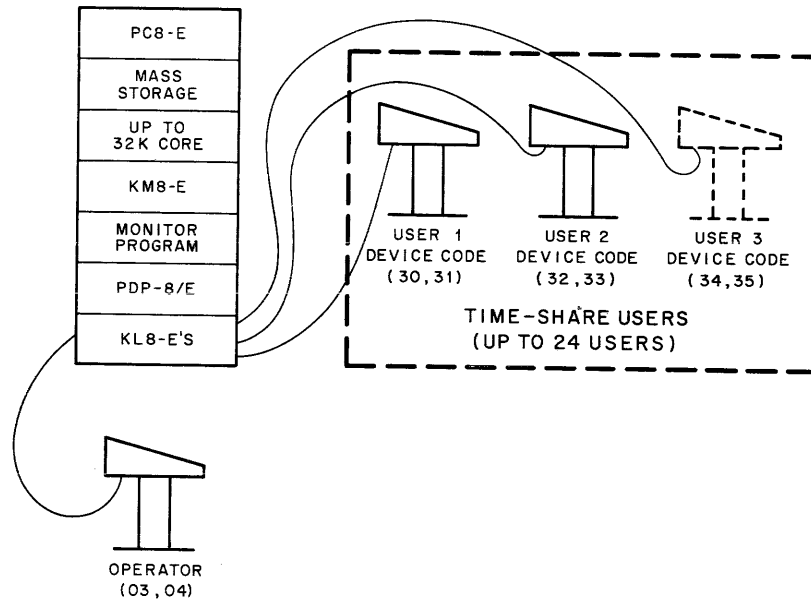 PC8-E
MASS
STORAGE
UP TO
32K CORE
KM8-E
MONITOR
PROGRAM
PDP-8/E
KL8-E'S
USER 1
DEVICE CODE
(30,31)
USER 2
DEVICE CODE
(32,33)
USER 3
DEVICE CODE
(34,35)
TIME-SHARE USERS
(UP TO 24 USERS)
OPERATOR
(03,04)